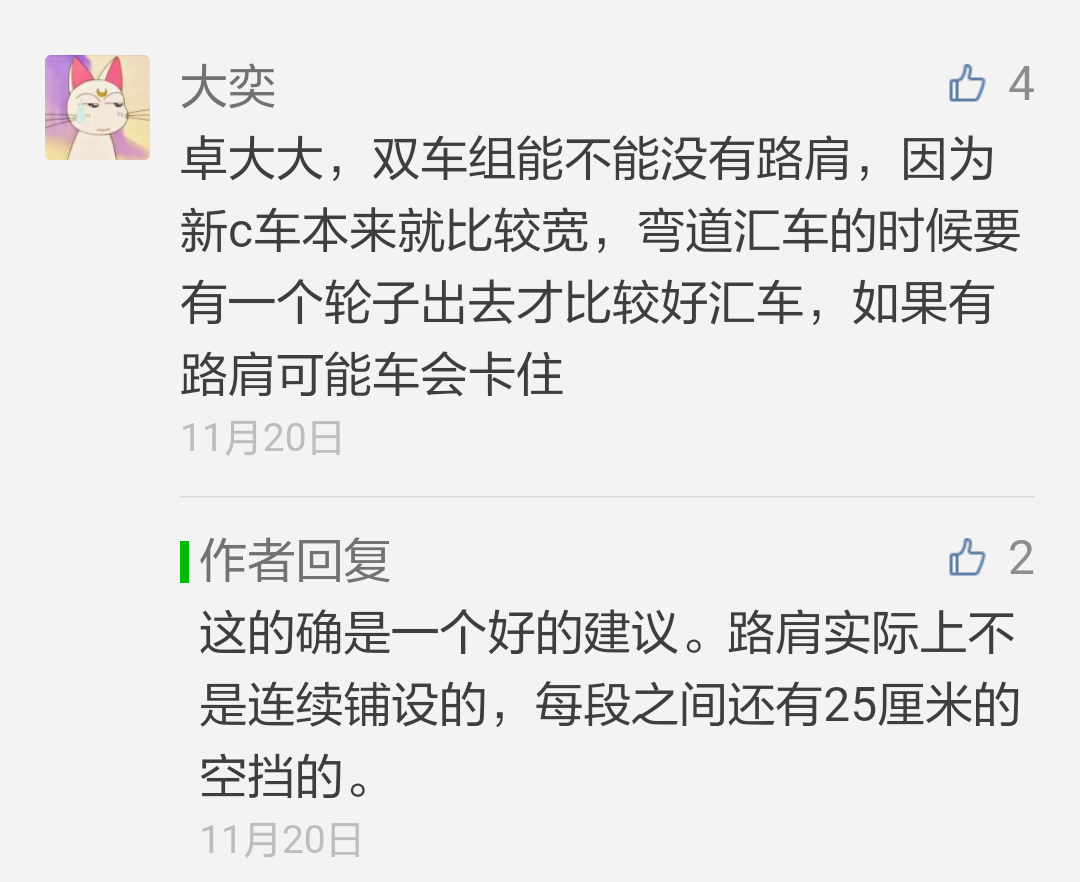 大奕
4
卓大大，双车组能不能没有路肩，因为
新c车本来就比较宽，弯道汇车的时候要
有一个轮子出去才比较好汇车，如果有
路肩可能车会卡住
11月20日
作者回复
2
这的确是一个好的建议。路肩实际上不
是连续铺设的，每段之间还有25厘米的
空挡的。
11月20日